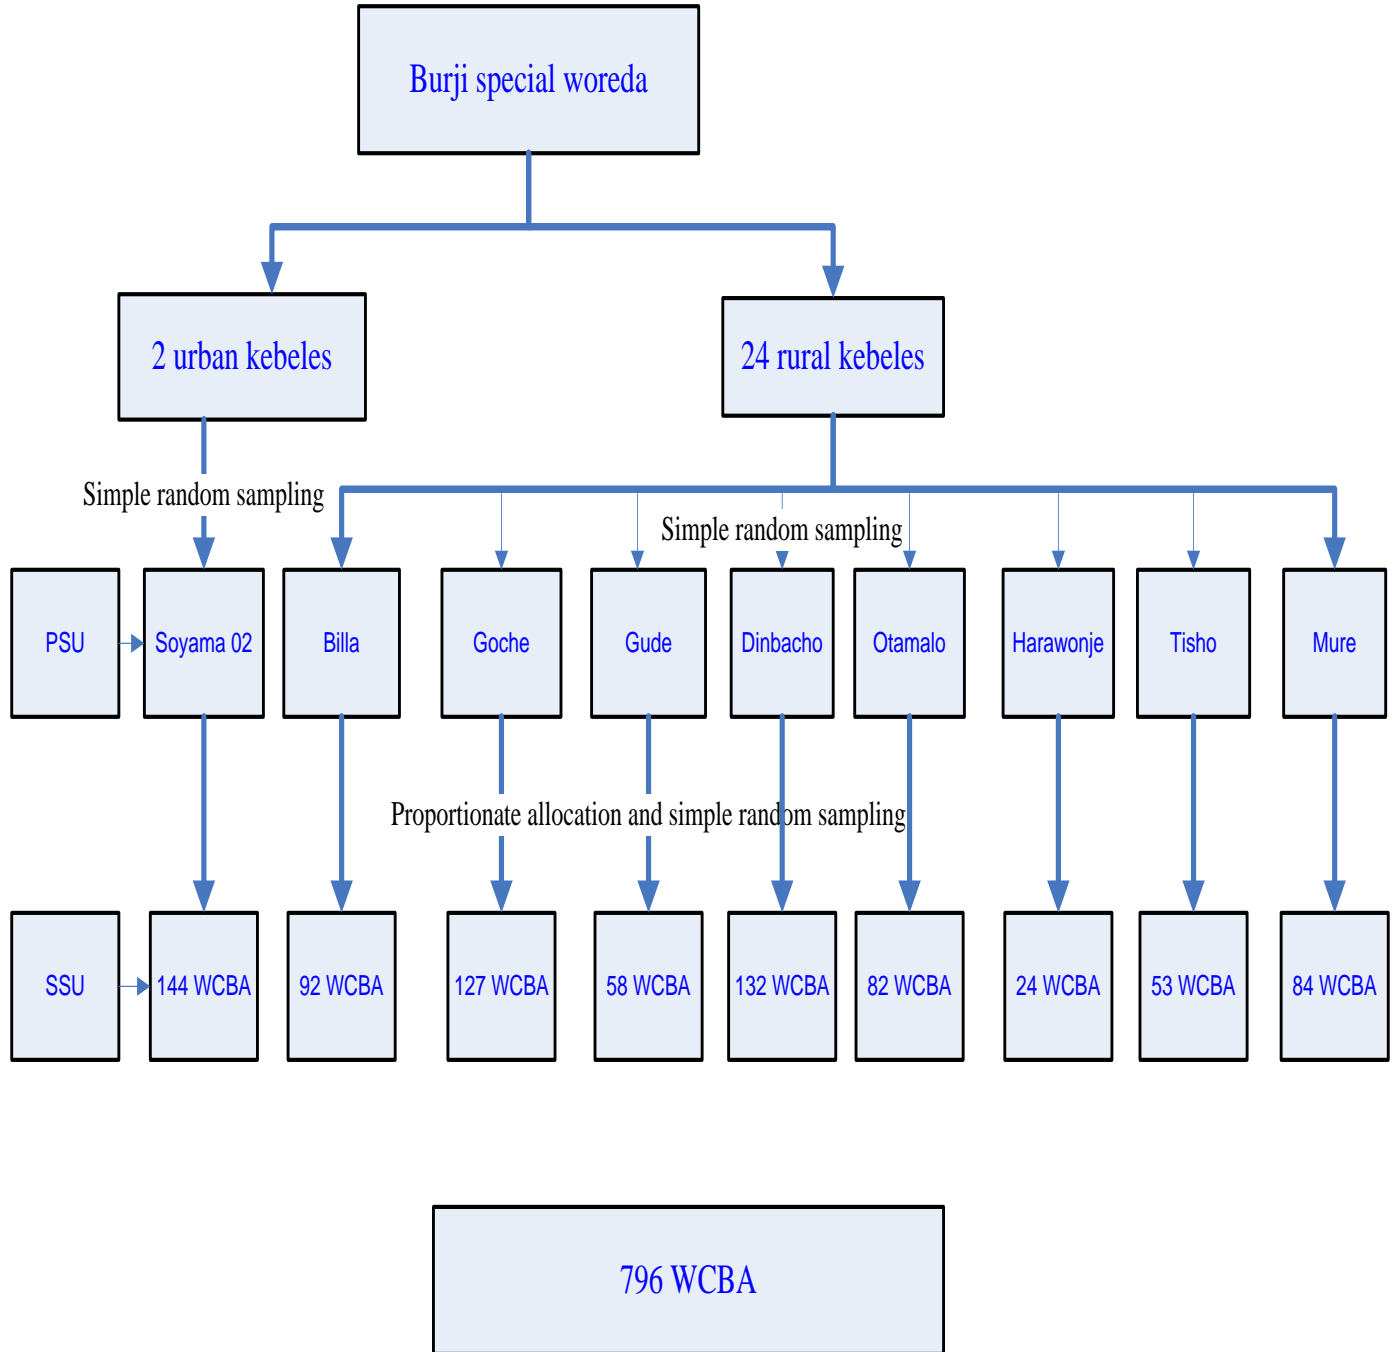 Burji special woreda
2 urban kebeles
24 rural kebeles
Simple random sampling
Simple random sampling
PSU
Soyama 02
Billa
Goche
Gude
Dinbacho
Otamalo
Harawonje
Tisho
Mure
Proportionate allocation and simple random sampling
SSU
144 WCBA
92 WCBA
127 WCBA
58 WCBA
132 WCBA
82 WCBA
24 WCBA
53 WCBA
84 WCBA
796 WCBA